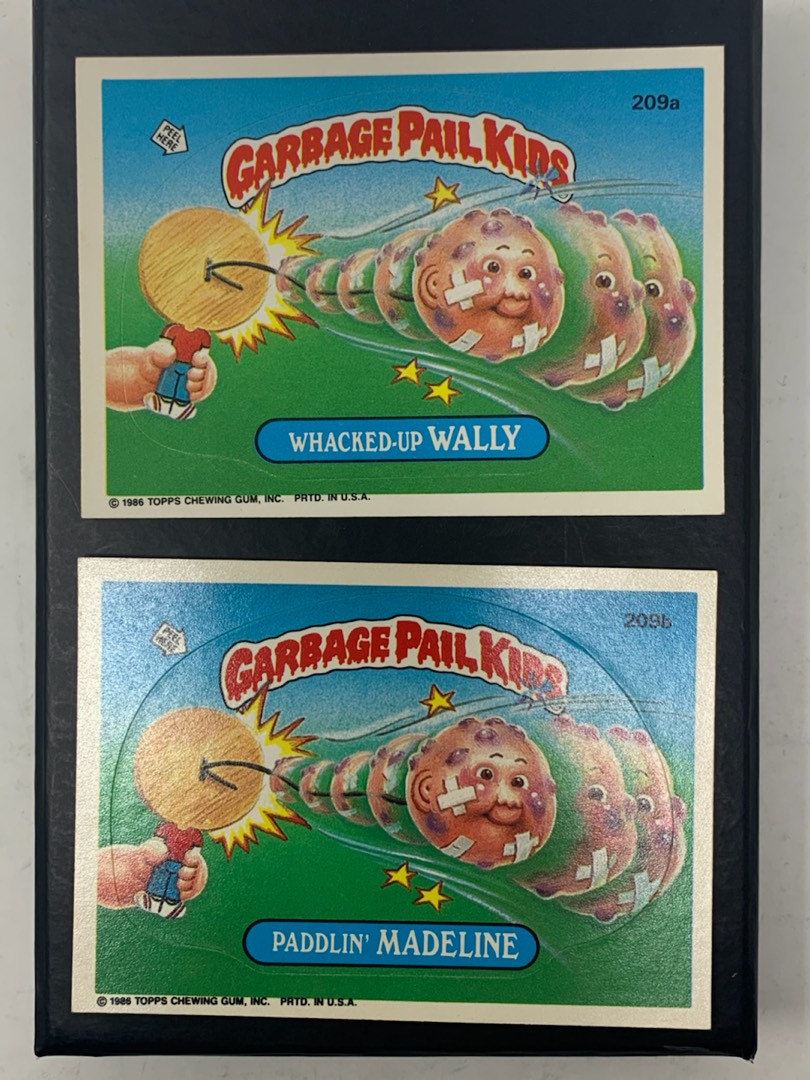 209a
PEEL
HERE
GARBAGE PAIL KIDS
WHACKED-UP WALLY
© 1986 TOPPS CHEWING GUM, INC. PRTD. IN U.S.A.
209b
PEEL
HERE
GARBAGE PAIL KIDS
PADDLIN' MADELINE
© 1986 TOPPS CHEWING GUM, INC. PRTD. IN U.S.A.